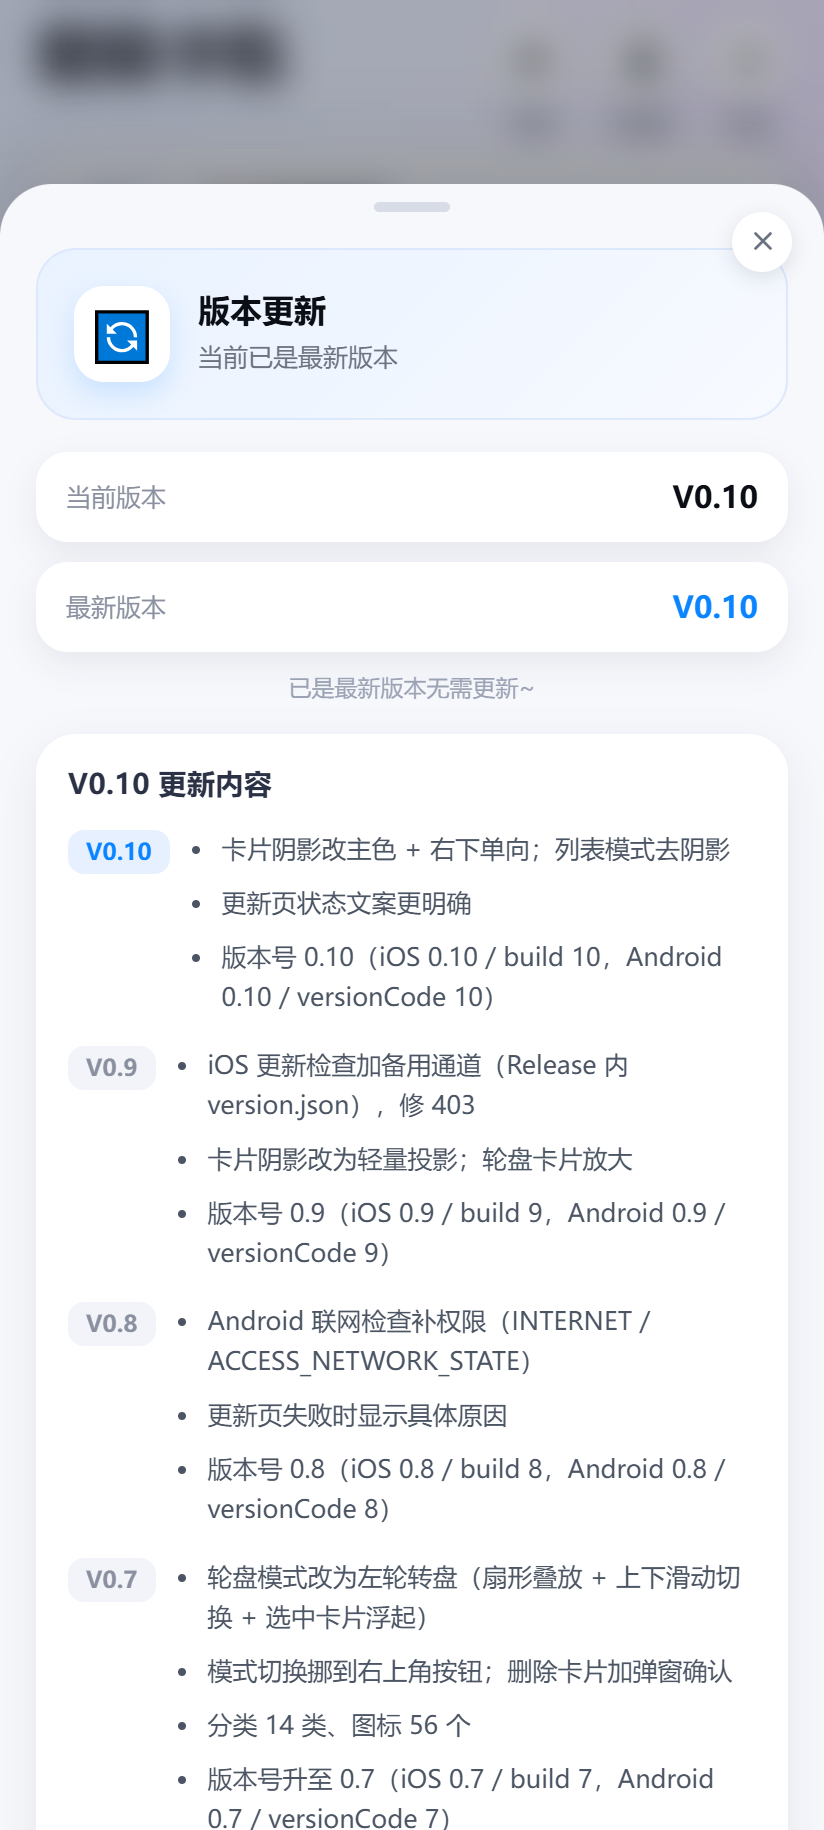 版本更新
当前已是最新版本
当前版本 V0.10
最新版本 V0.10
已是最新版本无需更新~
V0.10 更新内容
V0.10
• 卡片阴影改主色 + 右下单向；列表模式去阴影
• 更新页状态文案更明确
• 版本号 0.10（iOS 0.10 / build 10，Android
0.10 / versionCode 10）
V0.9
• iOS 更新检查加备用通道（Release 内
version.json），修 403
• 卡片阴影改为轻量投影；轮盘卡片放大
• 版本号 0.9（iOS 0.9 / build 9，Android 0.9 /
versionCode 9）
V0.8
• Android 联网检查补权限（INTERNET /
ACCESS_NETWORK_STATE）
• 更新页失败时显示具体原因
• 版本号 0.8（iOS 0.8 / build 8，Android 0.8 /
versionCode 8）
V0.7
• 轮盘模式改为左轮转盘（扇形叠放 + 上下滑动切
换 + 选中卡片浮起）
• 模式切换挪到右上角按钮；删除卡片加弹窗确认
• 分类 14 类、图标 56 个
• 版本号升至 0.7（iOS 0.7 / build 7，Android
0.7 / versionCode 7）